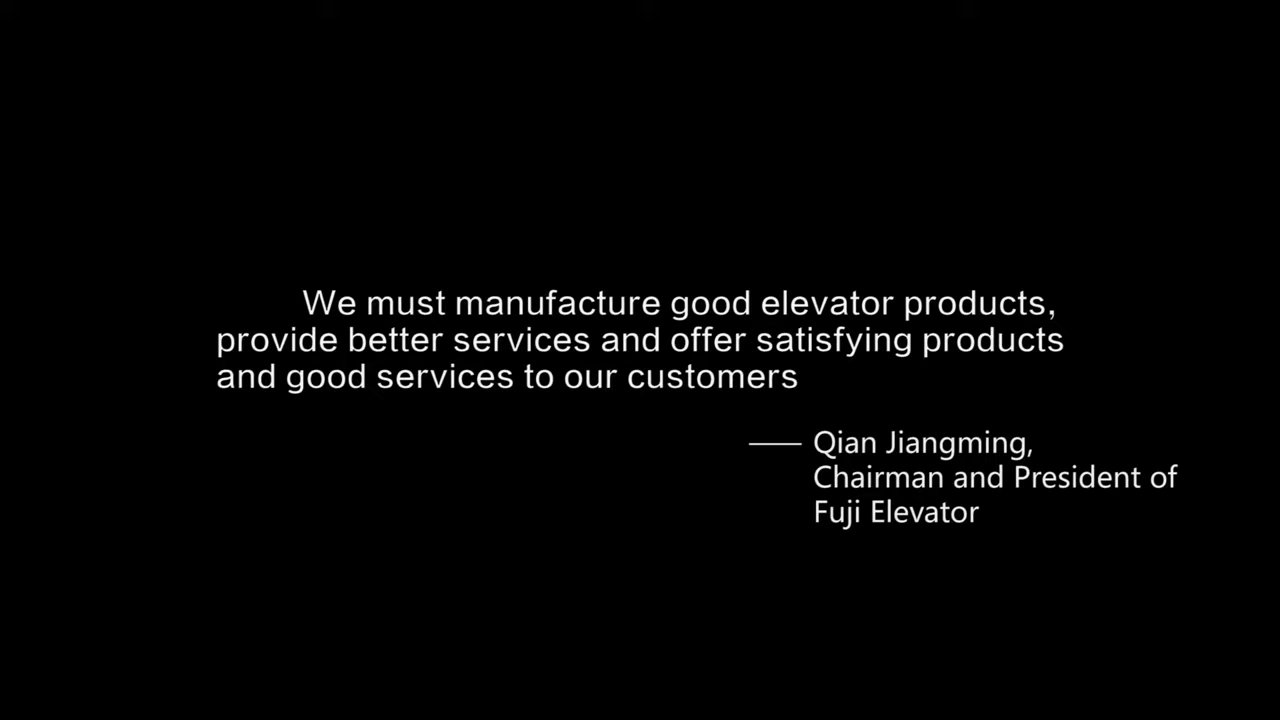 We must manufacture good elevator products,
provide better services and offer satisfying products
and good services to our customers
—— Qian Jiangming,
Chairman and President of
Fuji Elevator